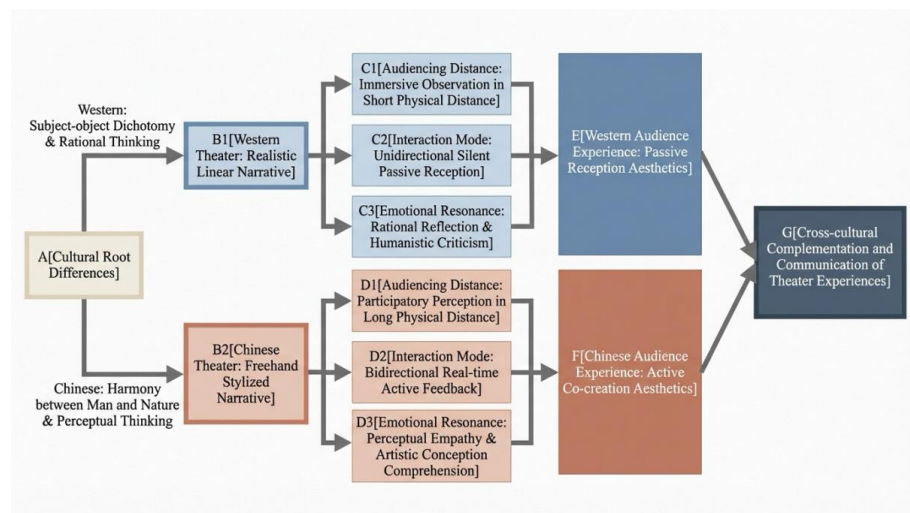 Western:
Subject-object Dichotomy
& Rational Thinking
A[Cultural Root
Differences]
Chinese: Harmony
between Man and Nature
& Perceptual Thinking
B1[Western
Theater: Realistic
Linear Narrative]
B2[Chinese
Theater: Freehand
Stylized
Narrative]
C1[Audiencing Distance:
Immersive Observation in
Short Physical Distance]
C2[Interaction Mode:
Unidirectional Silent
Passive Reception]
C3[Emotional Resonance:
Rational Reflection &
Humanistic Criticism]
D1[Audiencing Distance:
Participatory Perception in
Long Physical Distance]
D2[Interaction Mode:
Bidirectional Real-time
Active Feedback]
D3[Emotional Resonance:
Perceptual Empathy &
Artistic Conception
Comprehension]
E[Western Audience
Experience: Passive
Reception Aesthetics]
F[Chinese Audience
Experience: Active
Co-creation Aesthetics]
G[Cross-cultural
Complementation and
Communication of
Theater Experiences]